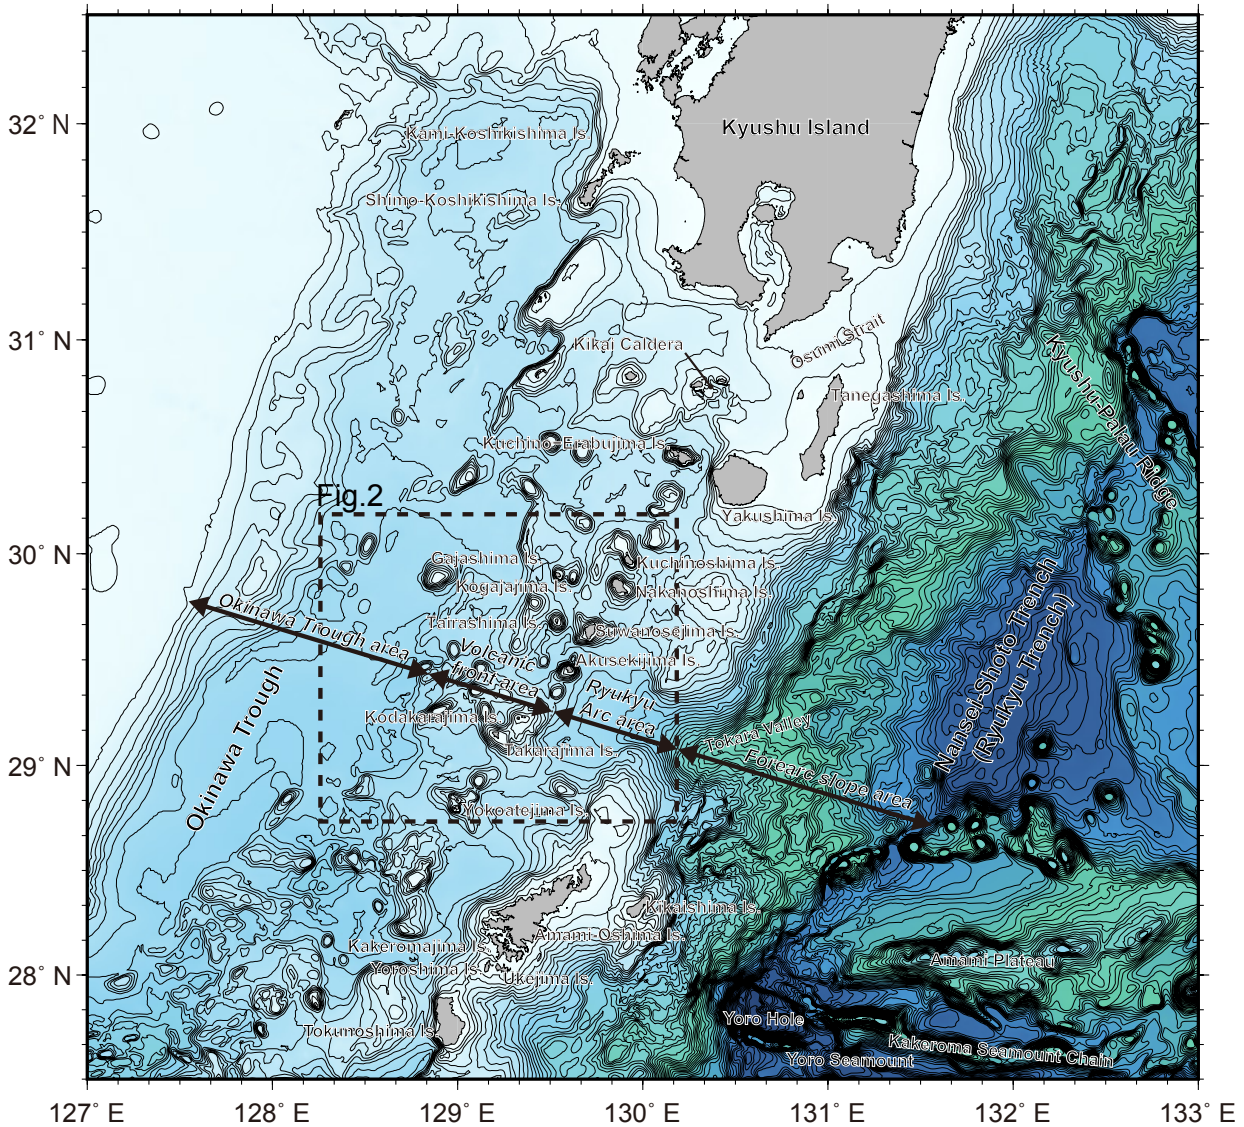 32° N
31° N
30° N
29° N
28° N
127° E
128° E
129° E
130° E
131° E
132° E
133° E
Kami-Koshikishima Is.
Kyushu Island
Shimo-Koshikishima Is.
Kikai Caldera
Osumi Strait
Tanegashima Is.
Kyushu-Palau Ridge
Kuchino-Erabujima Is.
Fig.2
Yakushima Is.
Gajashima Is.
Kuchinoshima Is.
Kogajajima Is.
Nakanoshima Is.
Okinawa Trough area
Tairashima Is.
Suwanosejima Is.
Volcanic
front area
Akusekijima Is.
Ryukyu
Arc area
Nansei-Shoto Trench
(Ryukyu Trench)
Okinawa Trough
Kodakarajima Is.
Takarajima Is.
Tokara Valley
Forearc slope area
Yokoatejima Is.
Kikaishima Is.
Amami-Oshima Is.
Kakeromajima Is.
Yoroshima Is.
Ukejima Is.
Amami Plateau
Tokunoshima Is.
Yoro Hole
Kakeroma Seamount Chain
Yoro Seamount